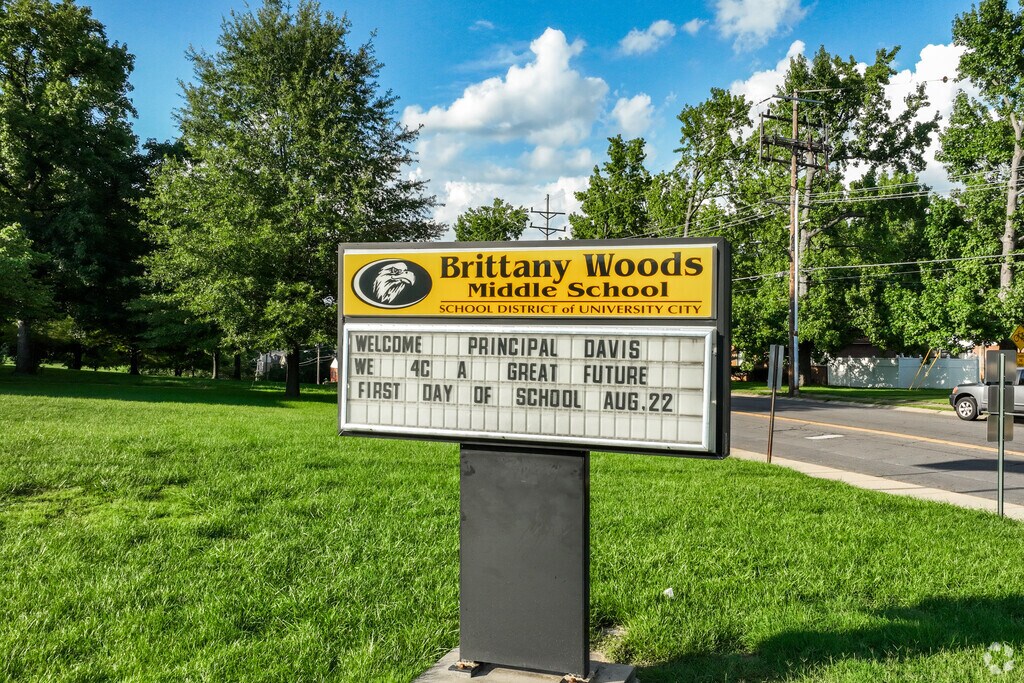 Brittany Woods
Middle School
SCHOOL DISTRICT of UNIVERSITY CITY
WELCOME PRINCIPAL DAVIS
WE 4C A GREAT FUTURE
FIRST DAY OF SCHOOL AUG.22